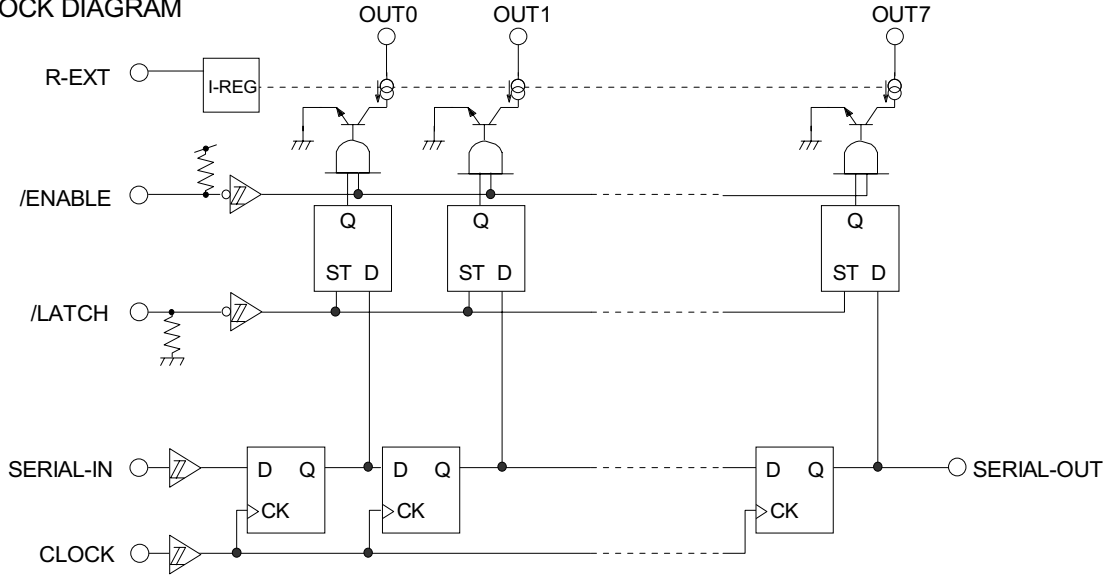 OCK DIAGRAM
OUT0 OUT1 OUT7
R-EXT I-REG
/ENABLE
Q Q Q
ST D ST D ST D
/LATCH
SERIAL-IN D Q D Q D Q SERIAL-OUT
CK CK CK
CLOCK